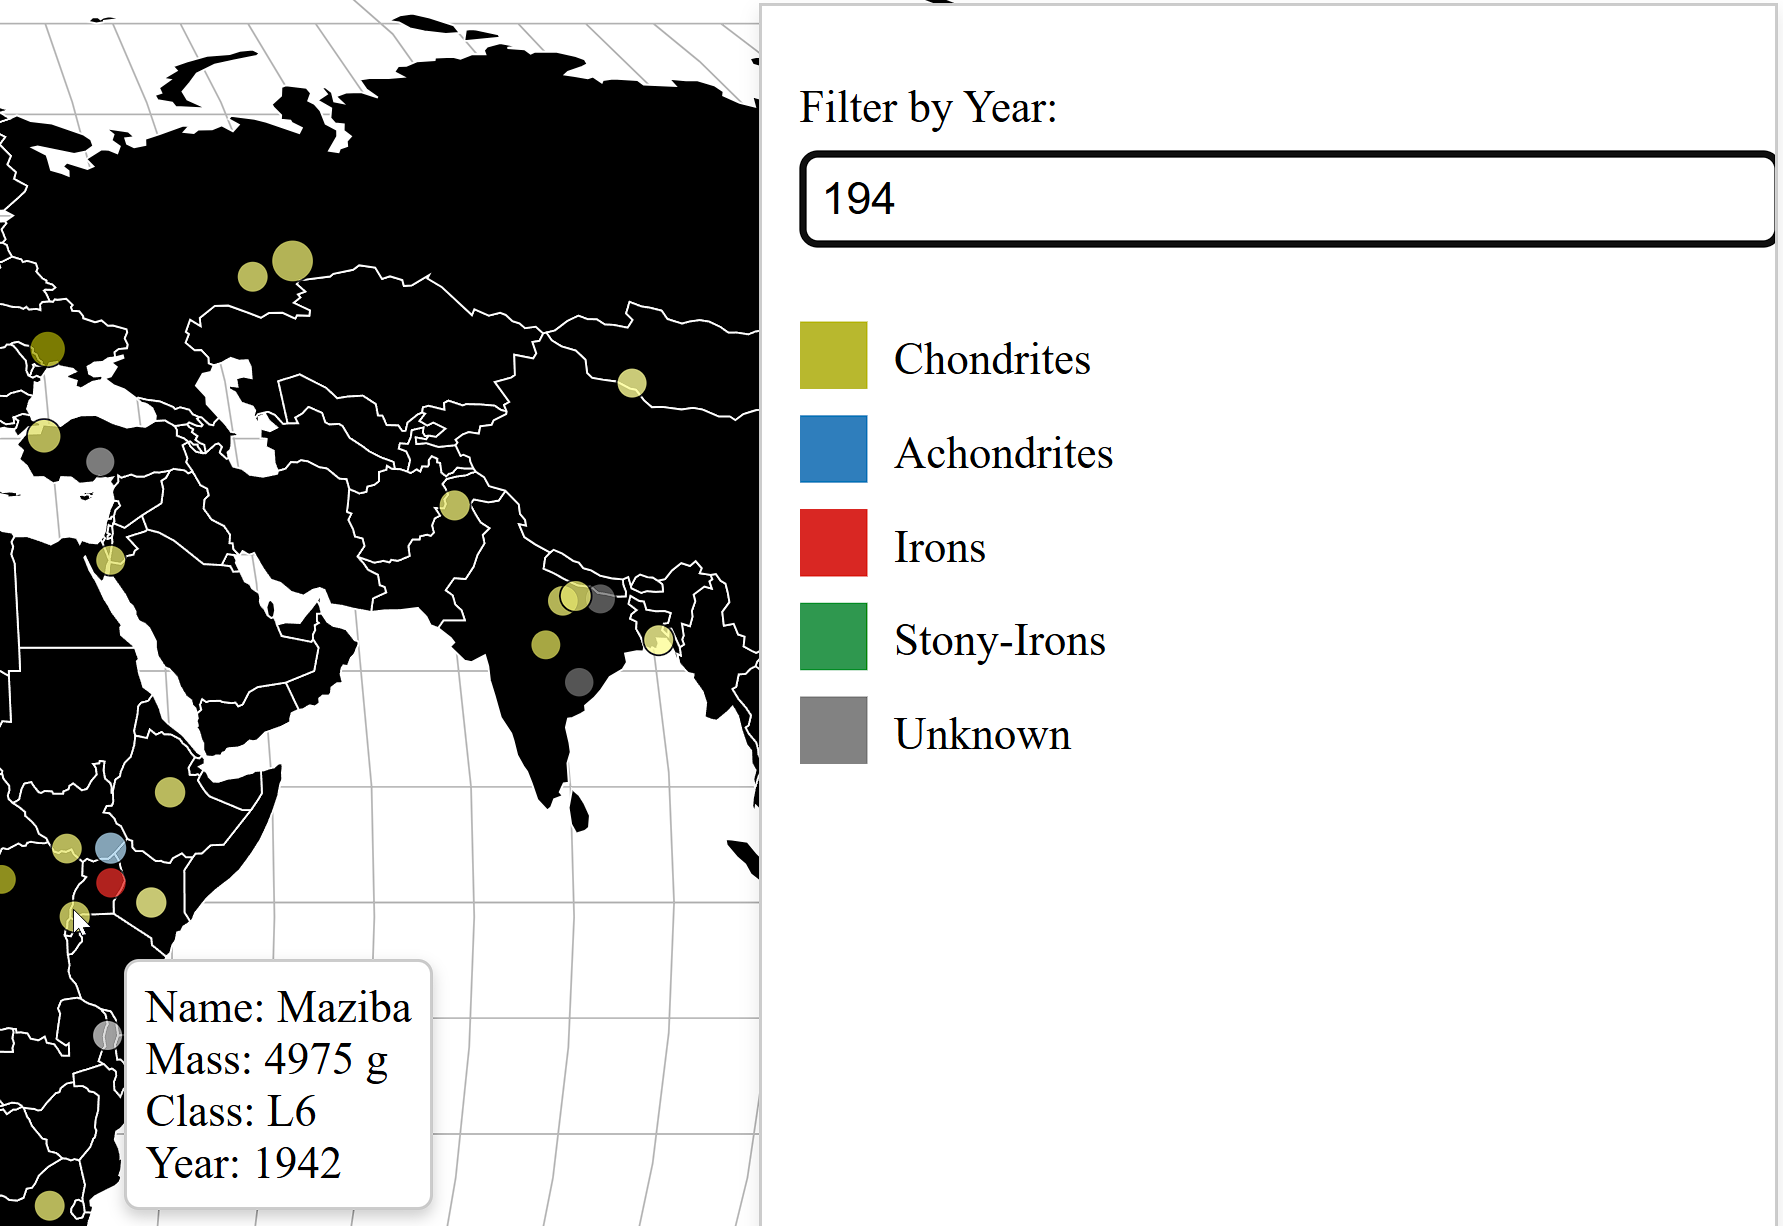 Filter by Year:
194
Chondrites
Achondrites
Irons
Stony-Irons
Unknown
Name: Maziba
Mass: 4975 g
Class: L6
Year: 1942